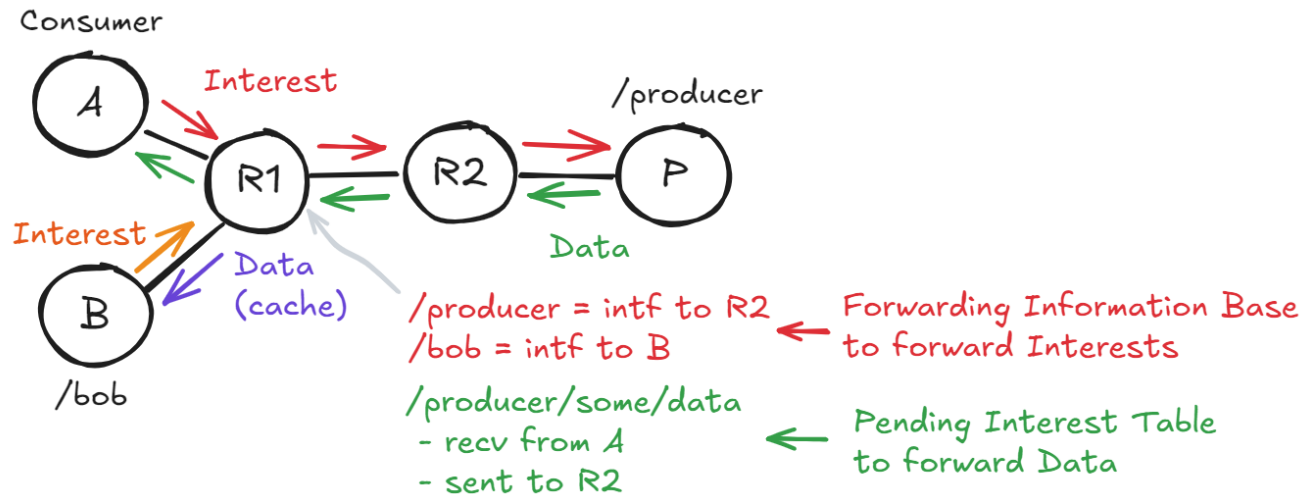 Consumer
A
Interest
/producer
R1
R2
P
Interest
Data
(cache)
Data
B
/bob
/producer = intf to R2
/bob = intf to B
Forwarding Information Base
to forward Interests
/producer/some/data
- recv from A
- sent to R2
Pending Interest Table
to forward Data